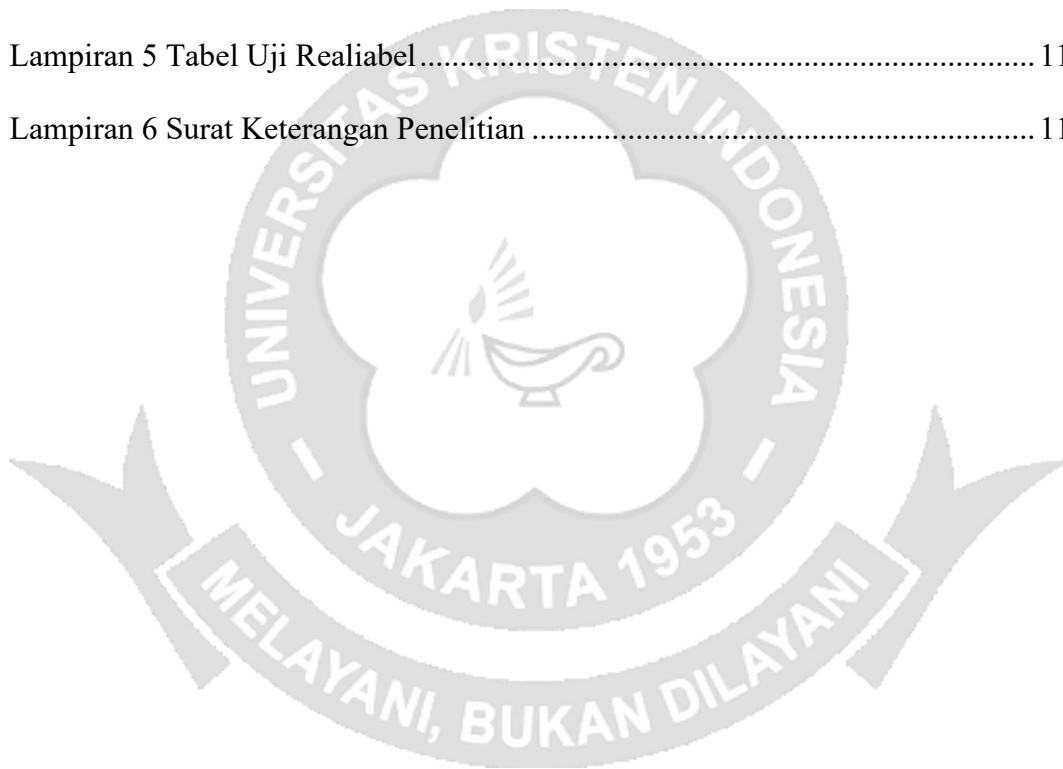 Lampiran 5 Tabel Uji Realiabel ................................................................................ 11
Lampiran 6 Surat Keterangan Penelitian ................................................................. 11
UNIVERSITAS KRISTEN INDONESIA
JAKARTA 1953
MELAYANI, BUKAN DILAYANI